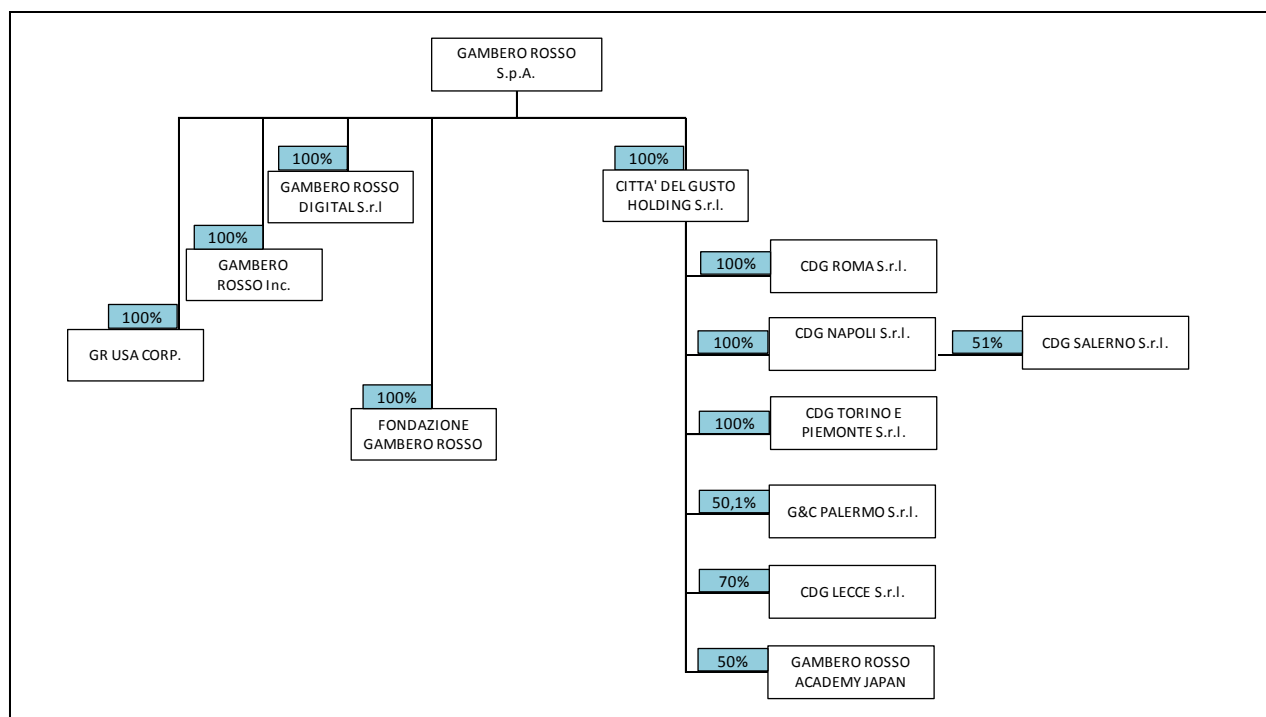 GAMBERO ROSSO
S.p.A.
100%
GAMBERO ROSSO
DIGITAL S.r.l
100%
GAMBERO
ROSSO Inc.
100%
GR USA CORP.
100%
FONDAZIONE
GAMBERO ROSSO
100%
CITTA' DEL GUSTO
HOLDING S.r.l.
100%
CDG ROMA S.r.l.
100%
CDG NAPOLI S.r.l.
51%
CDG SALERNO S.r.l.
100%
CDG TORINO E
PIEMONTE S.r.l.
50,1%
G&C PALERMO S.r.l.
70%
CDG LECCE S.r.l.
50%
GAMBERO ROSSO
ACADEMY JAPAN